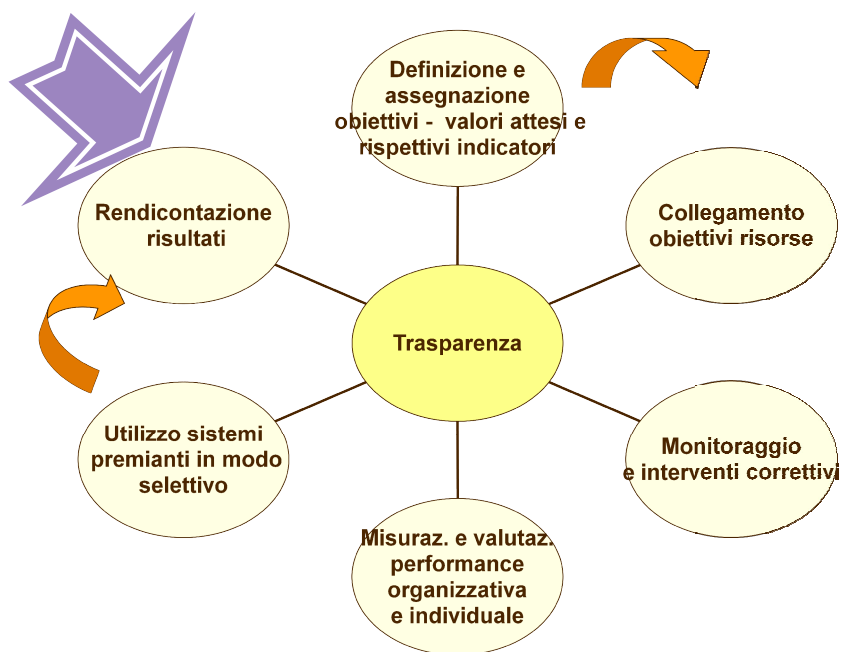 Definizione e
assegnazione
obiettivi - valori attesi e
rispettivi indicatori
Rendicontazione
risultati
Collegamento
obiettivi risorse
Trasparenza
Utilizzo sistemi
premianti in modo
selettivo
Monitoraggio
e interventi correttivi
Misuraz. e valutaz.
performance
organizzativa
e individuale